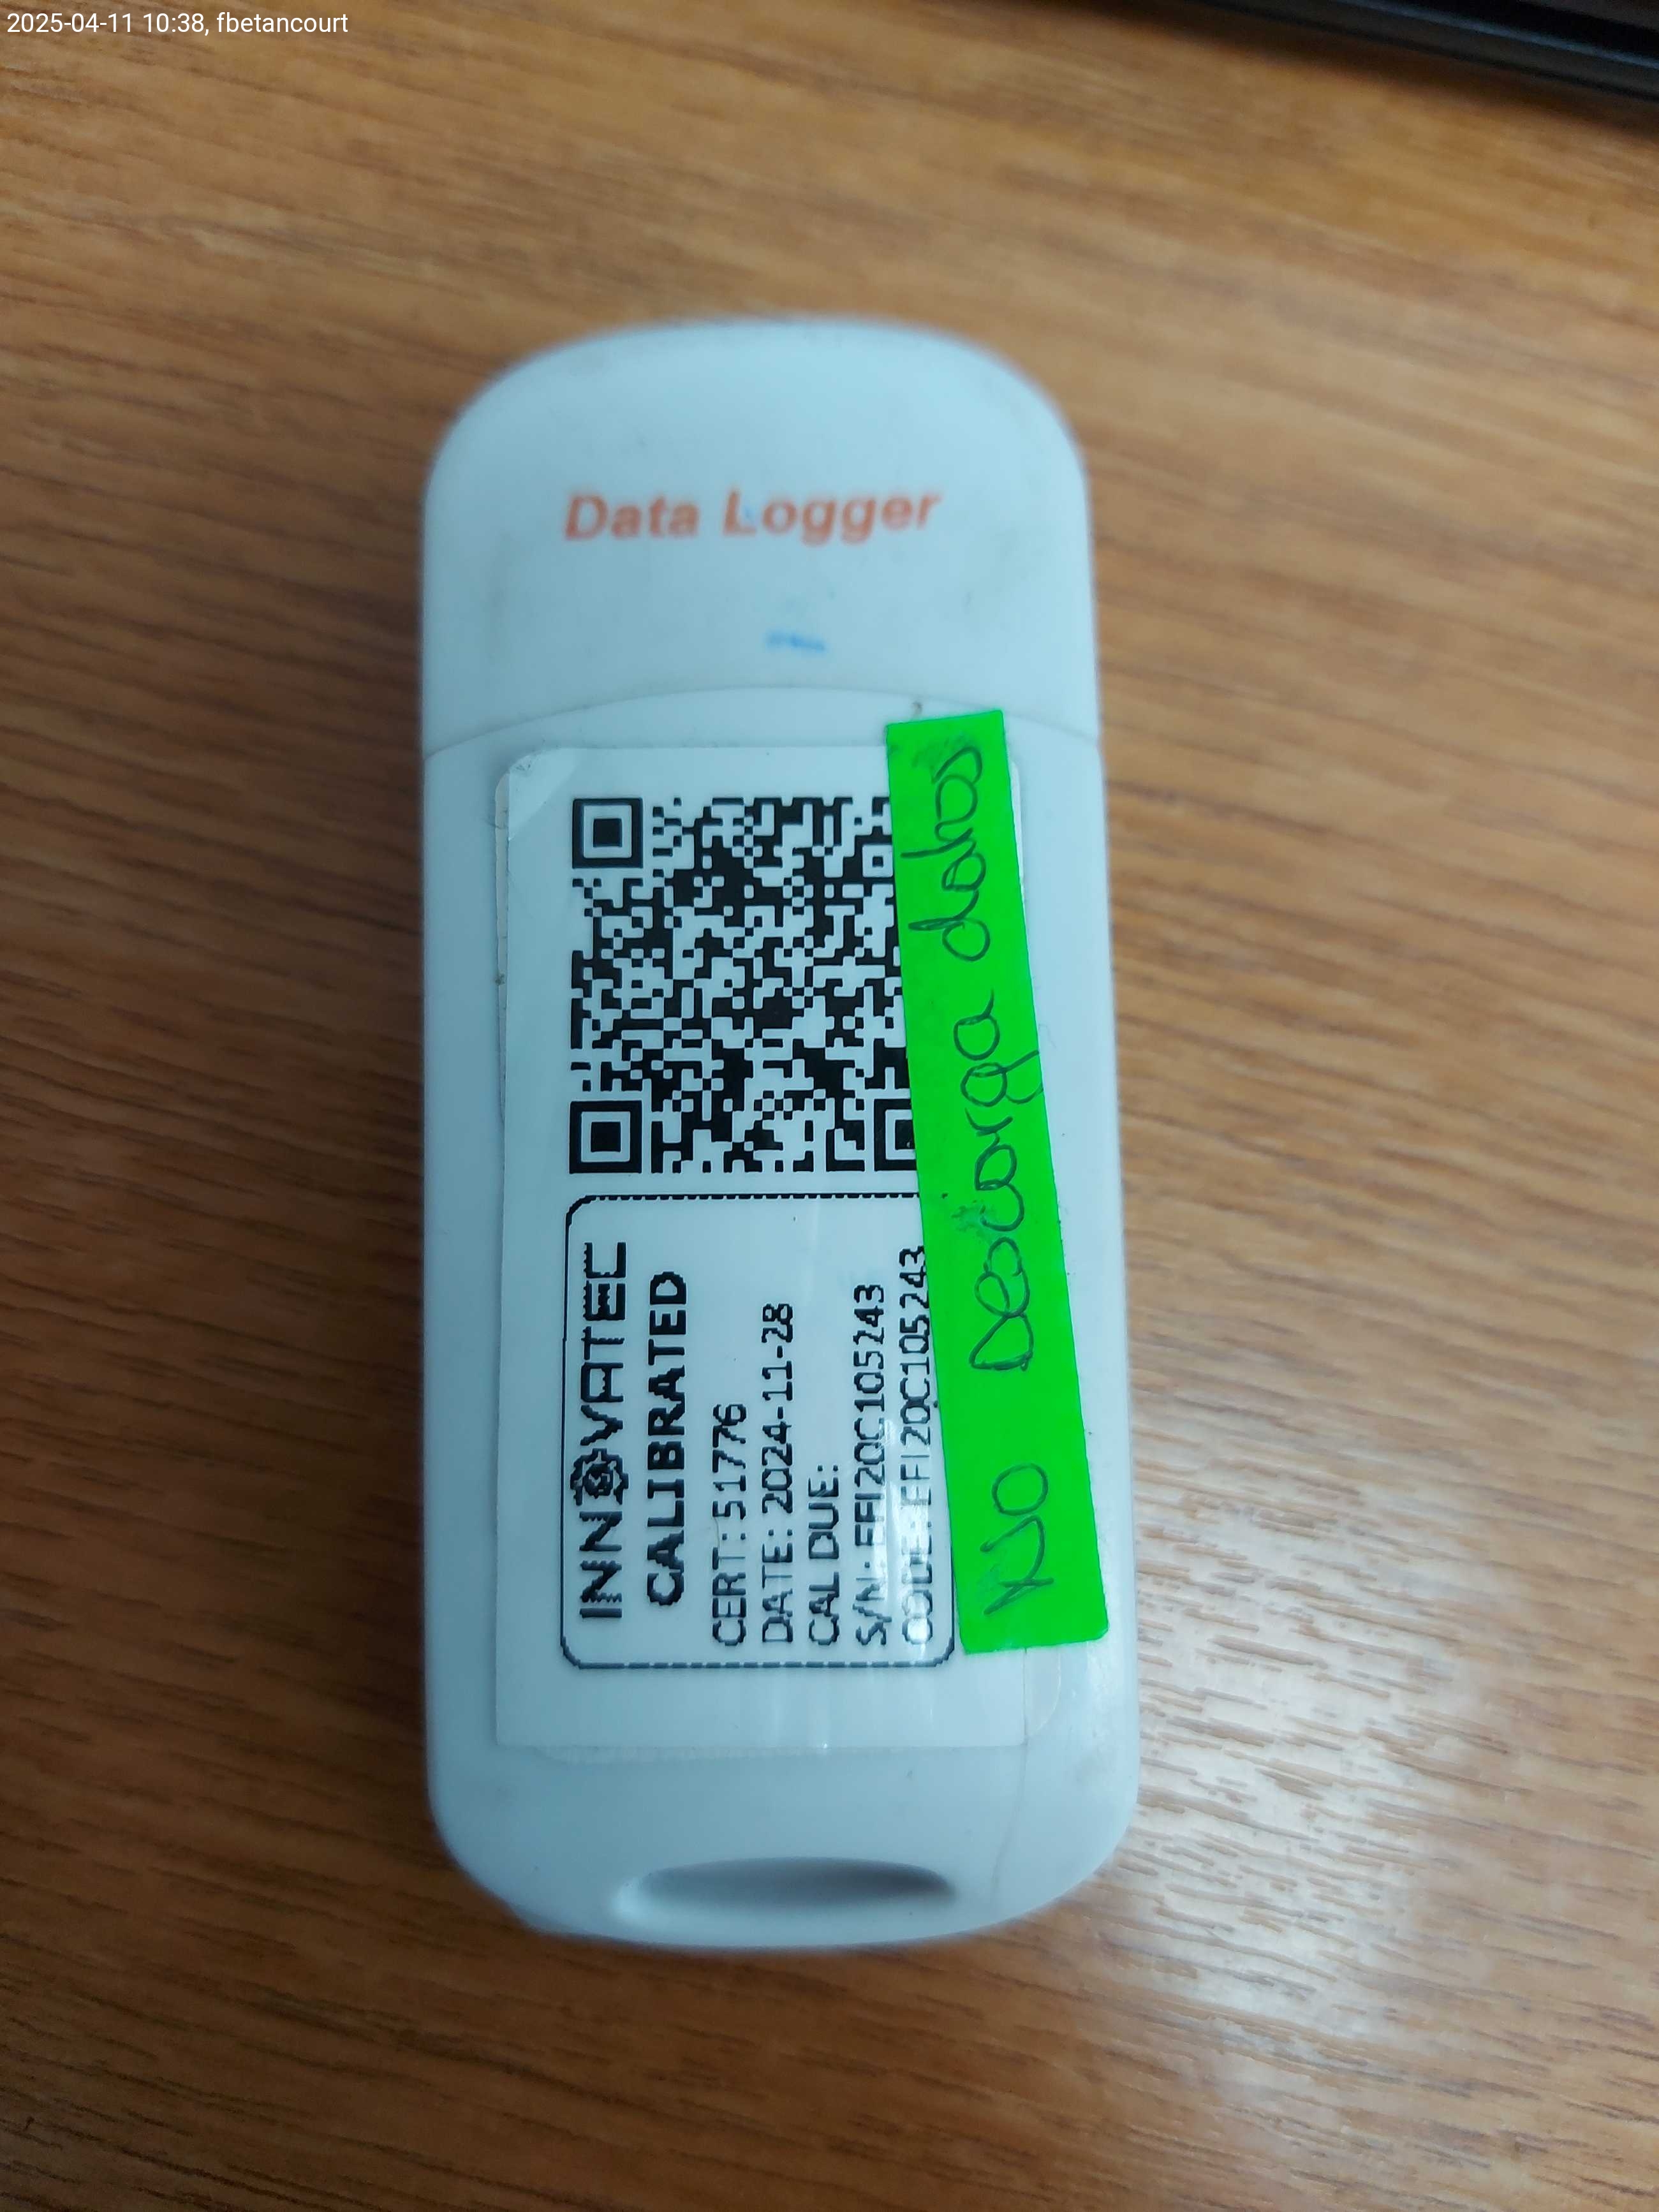 2025-04-11 10:38, fbetancourt
Data Logger
INNOVATEC
CALIBRATED
CERT: 51776
DATE: 2024-11-28
CAL DUE:
S/N: EFI20C105243
CODE: EFI20C105243
NO Descarga datos